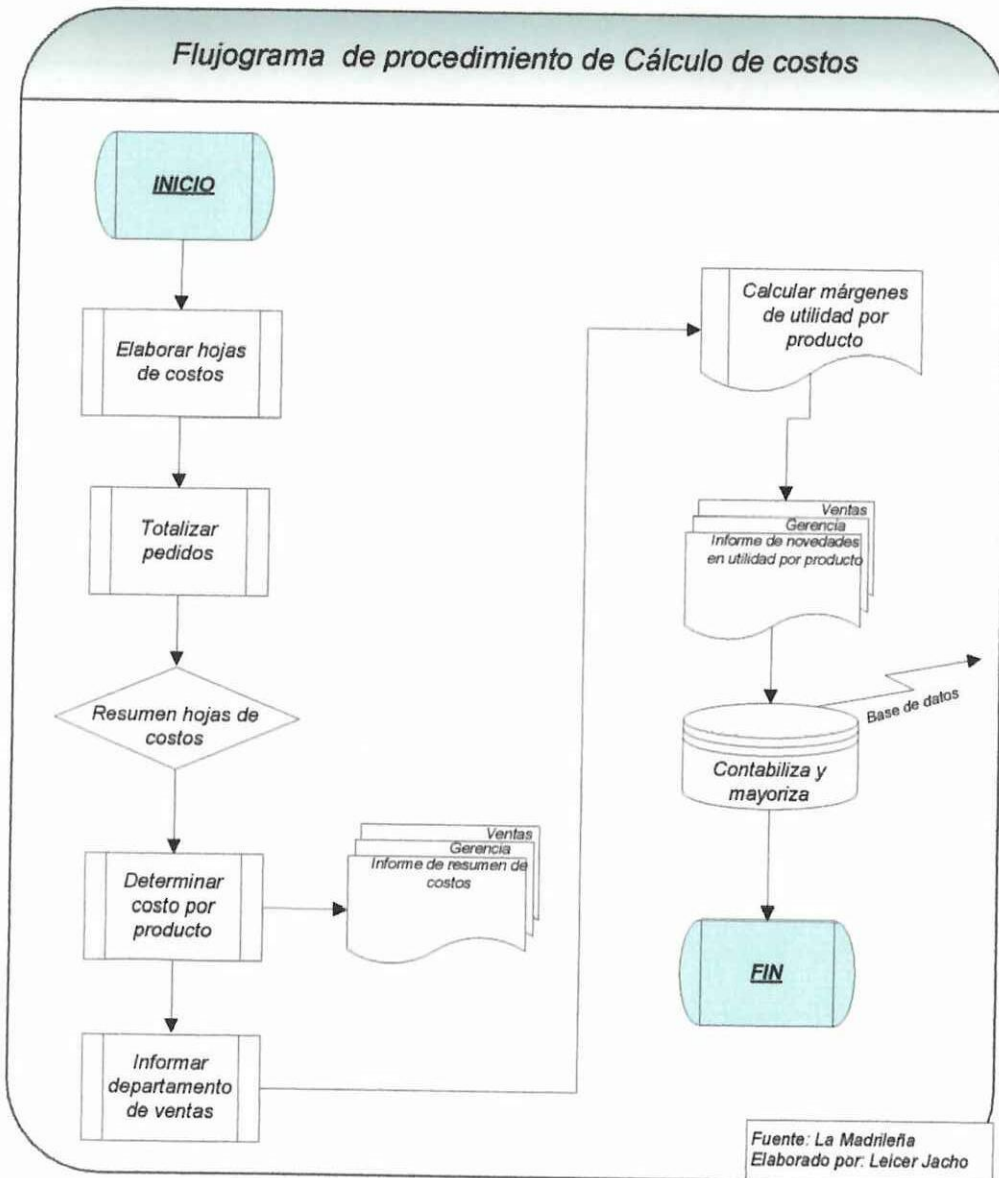 Flujograma de procedimiento de Cálculo de costos
INICIO
Elaborar hojas
de costos
Totalizar
pedidos
Resumen hojas de
costos
Determinar
costo por
producto
Ventas
Gerencia
Informe de resumen de
costos
Informar
departamento
de ventas
Calcular márgenes
de utilidad por
producto
Ventas
Gerencia
Informe de novedades
en utilidad por producto
Base de datos
Contabiliza y
mayoriza
FIN
Fuente: La Madrileña
Elaborado por: Leicer Jacho